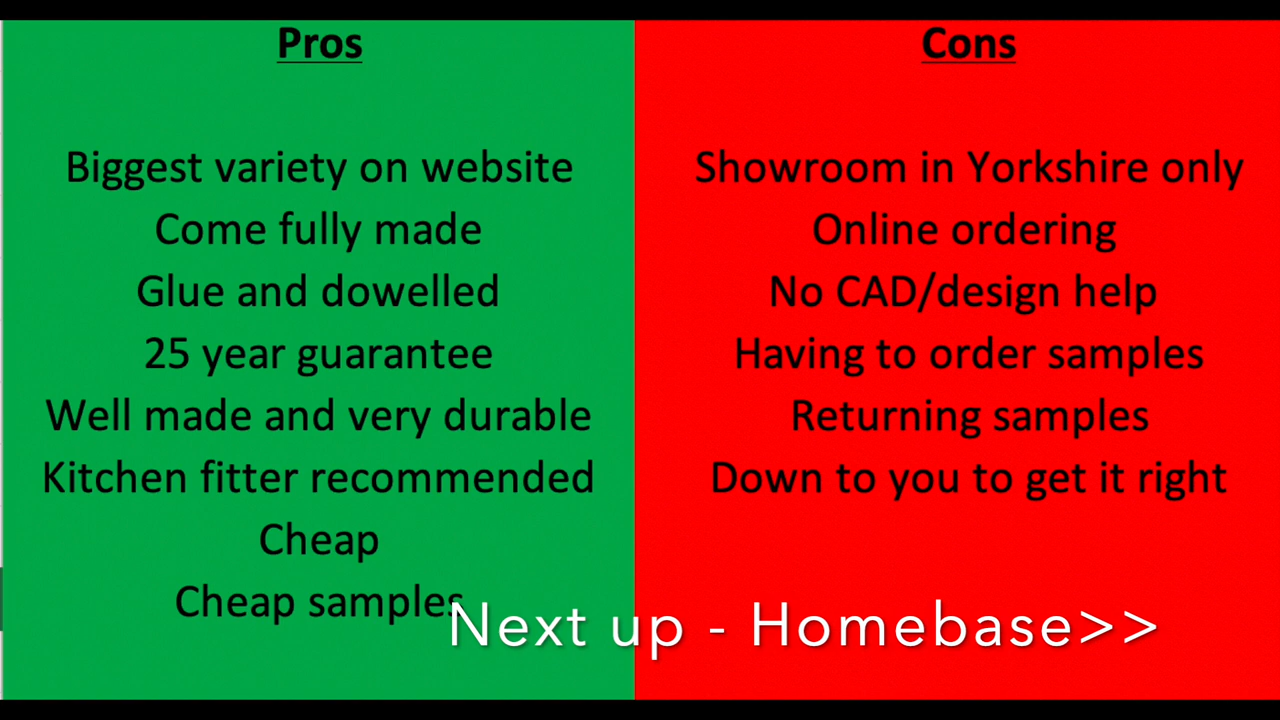 Pros
Biggest variety on website
Come fully made
Glue and dowelled
25 year guarantee
Well made and very durable
Kitchen fitter recommended
Cheap
Cheap samples
Cons
Showroom in Yorkshire only
Online ordering
No CAD/design help
Having to order samples
Returning samples
Down to you to get it right
Next up - Homebase>>